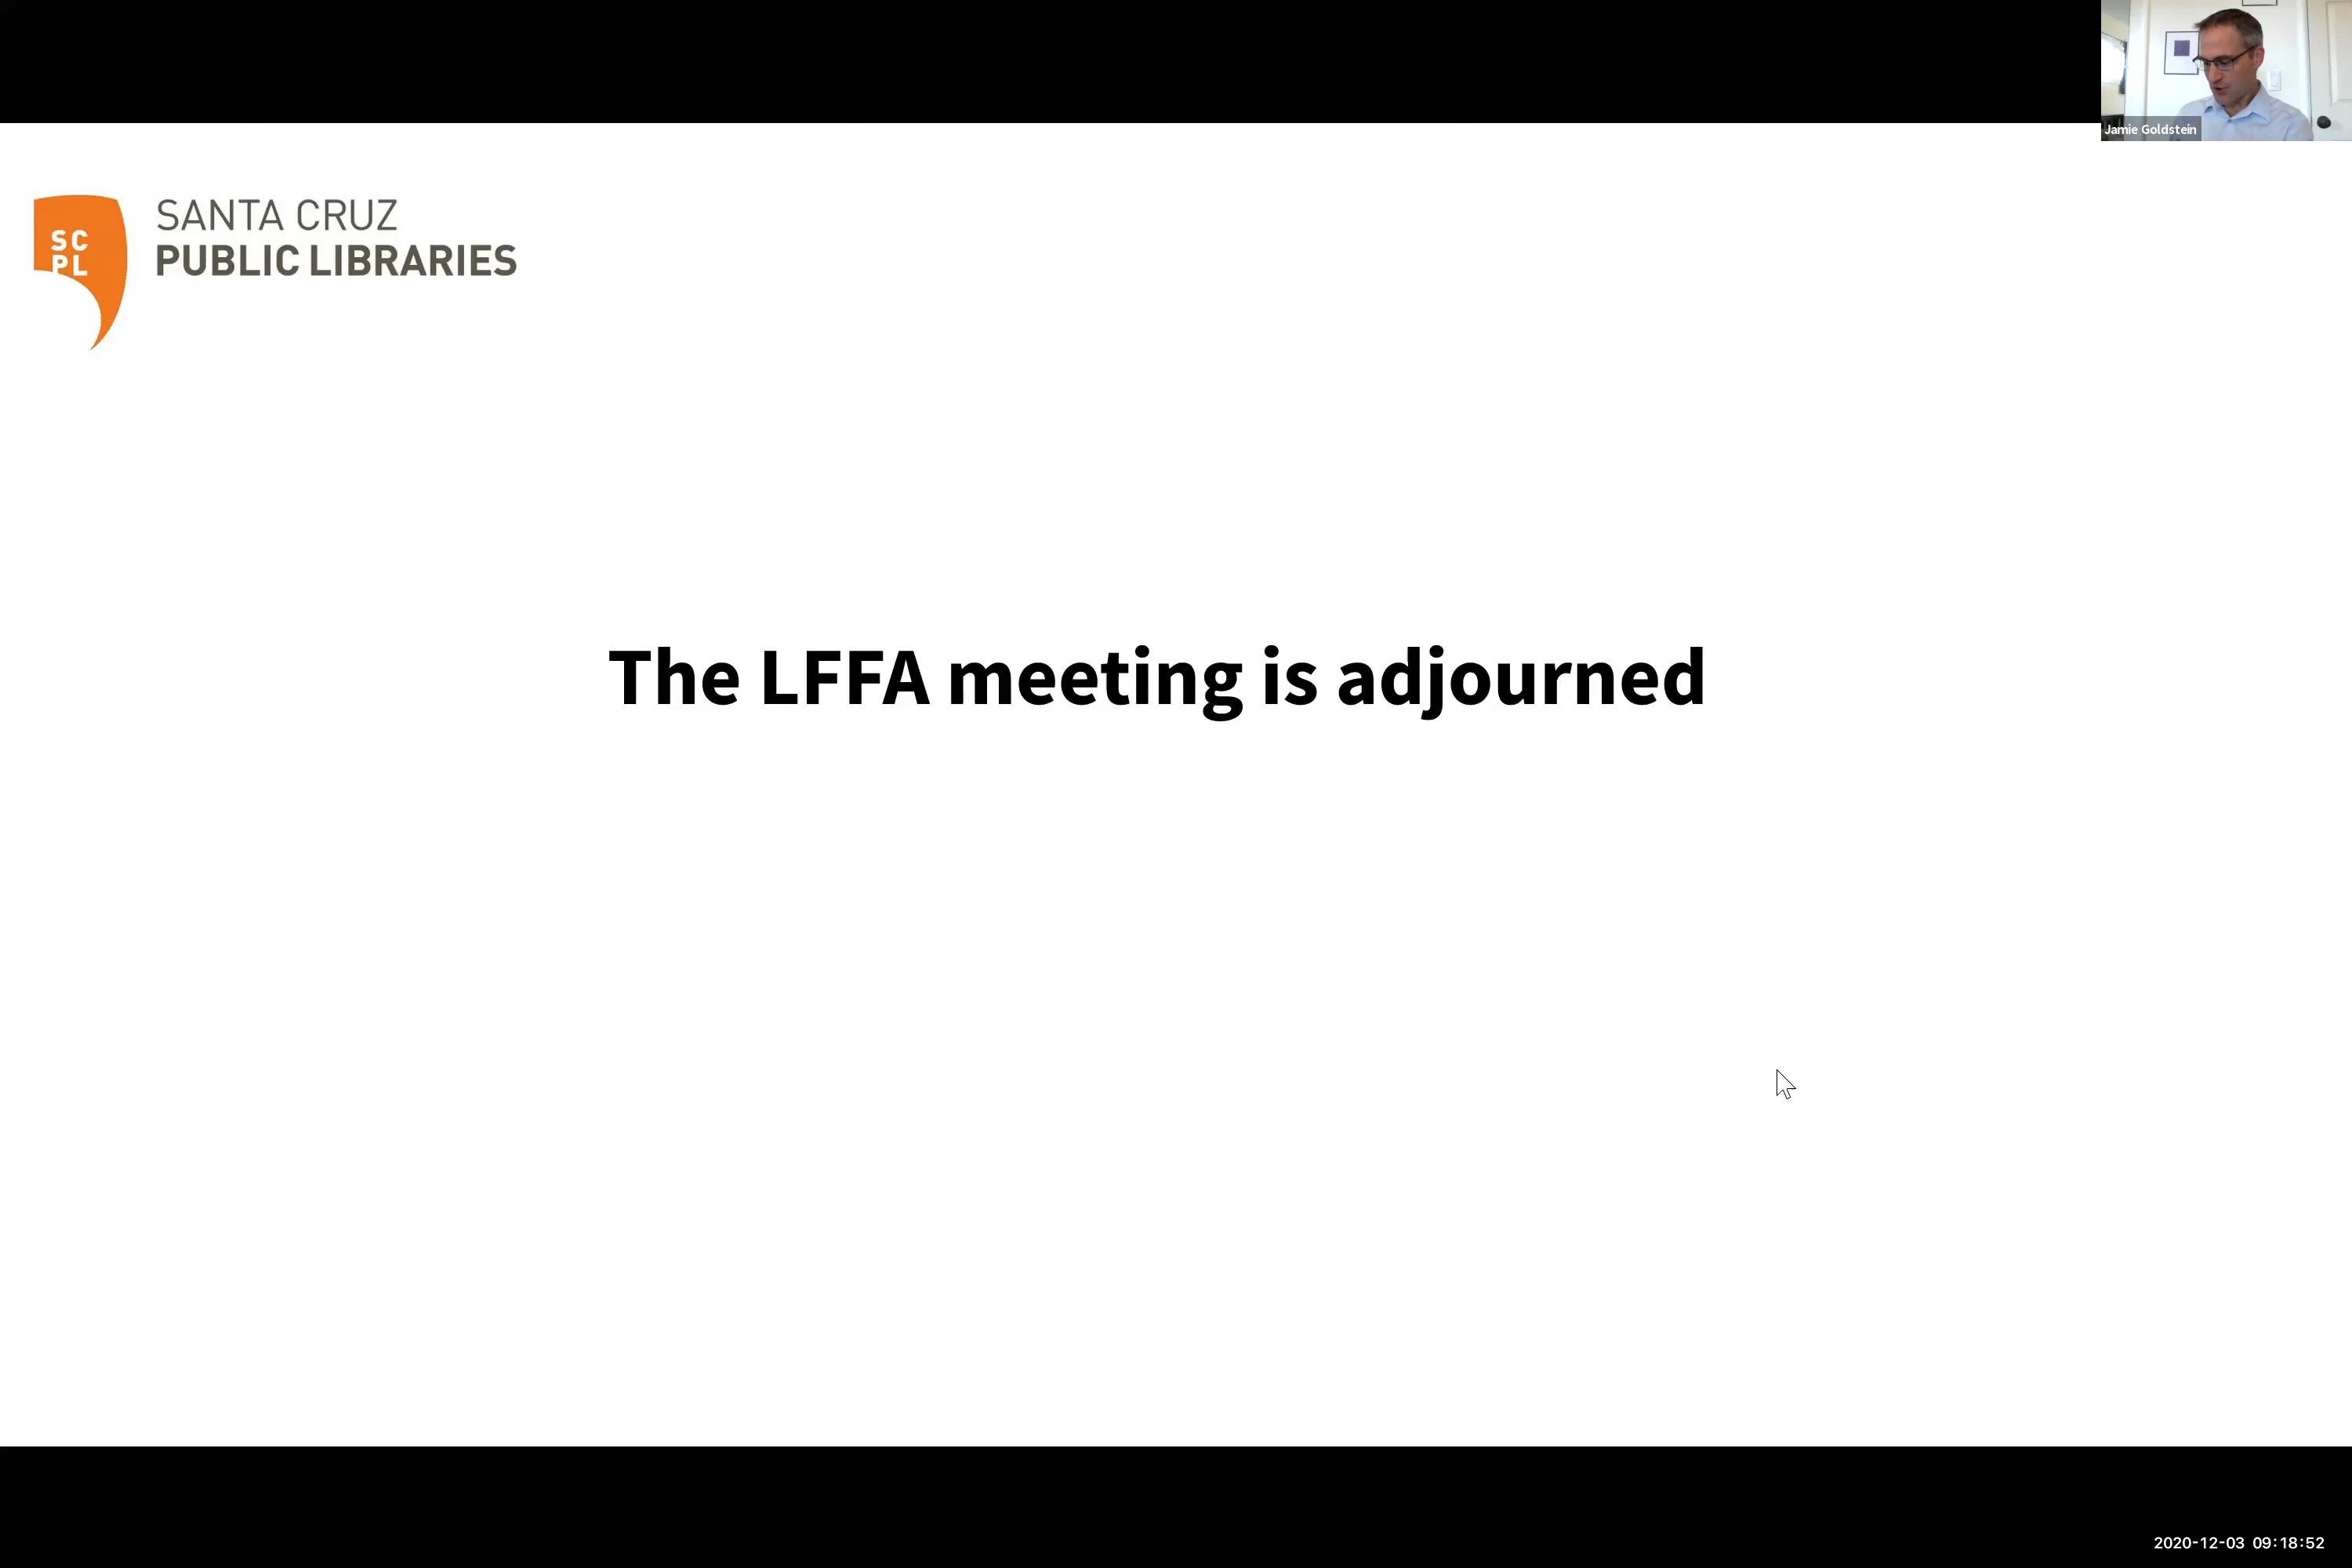 Jamie Goldstein
SC
PL
SANTA CRUZ
PUBLIC LIBRARIES
The LFFA meeting is adjourned
2020-12-03 09:18:52